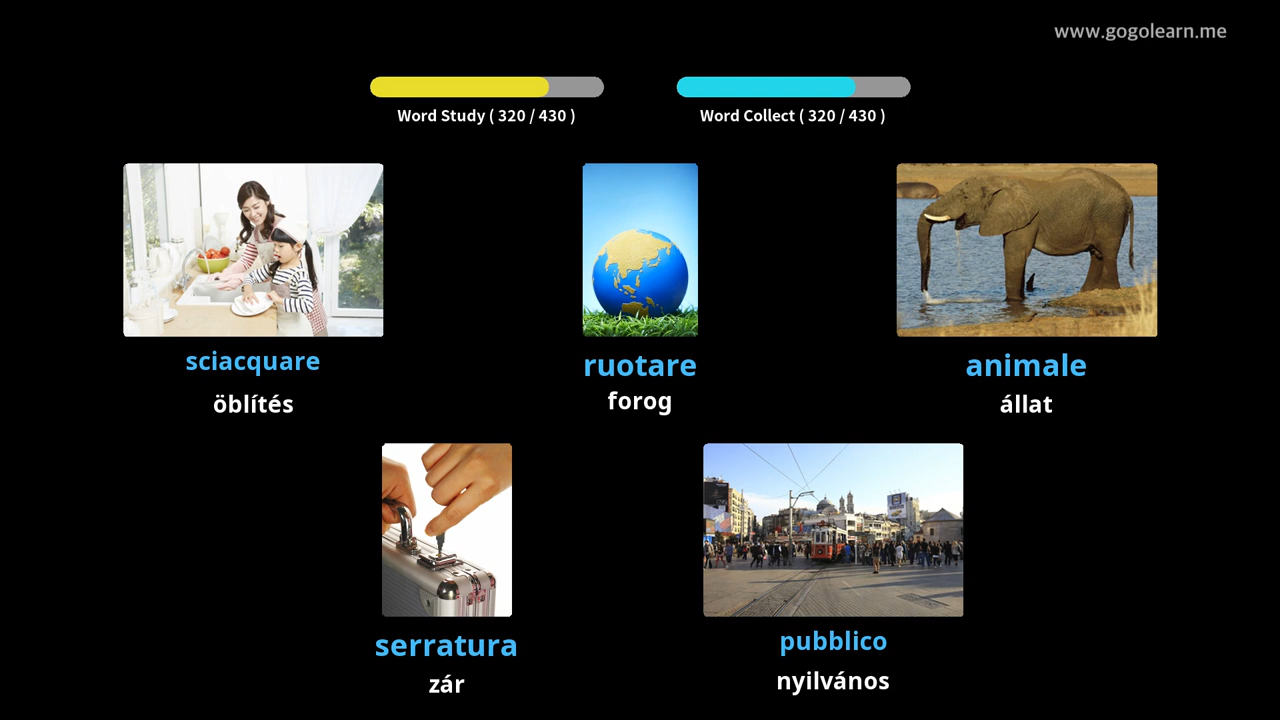 www.gogolearn.me
Word Study ( 320 / 430 )
Word Collect ( 320 / 430 )
sciacquare
öblítés
ruotare
forog
animale
állat
serratura
zár
pubblico
nyilvános